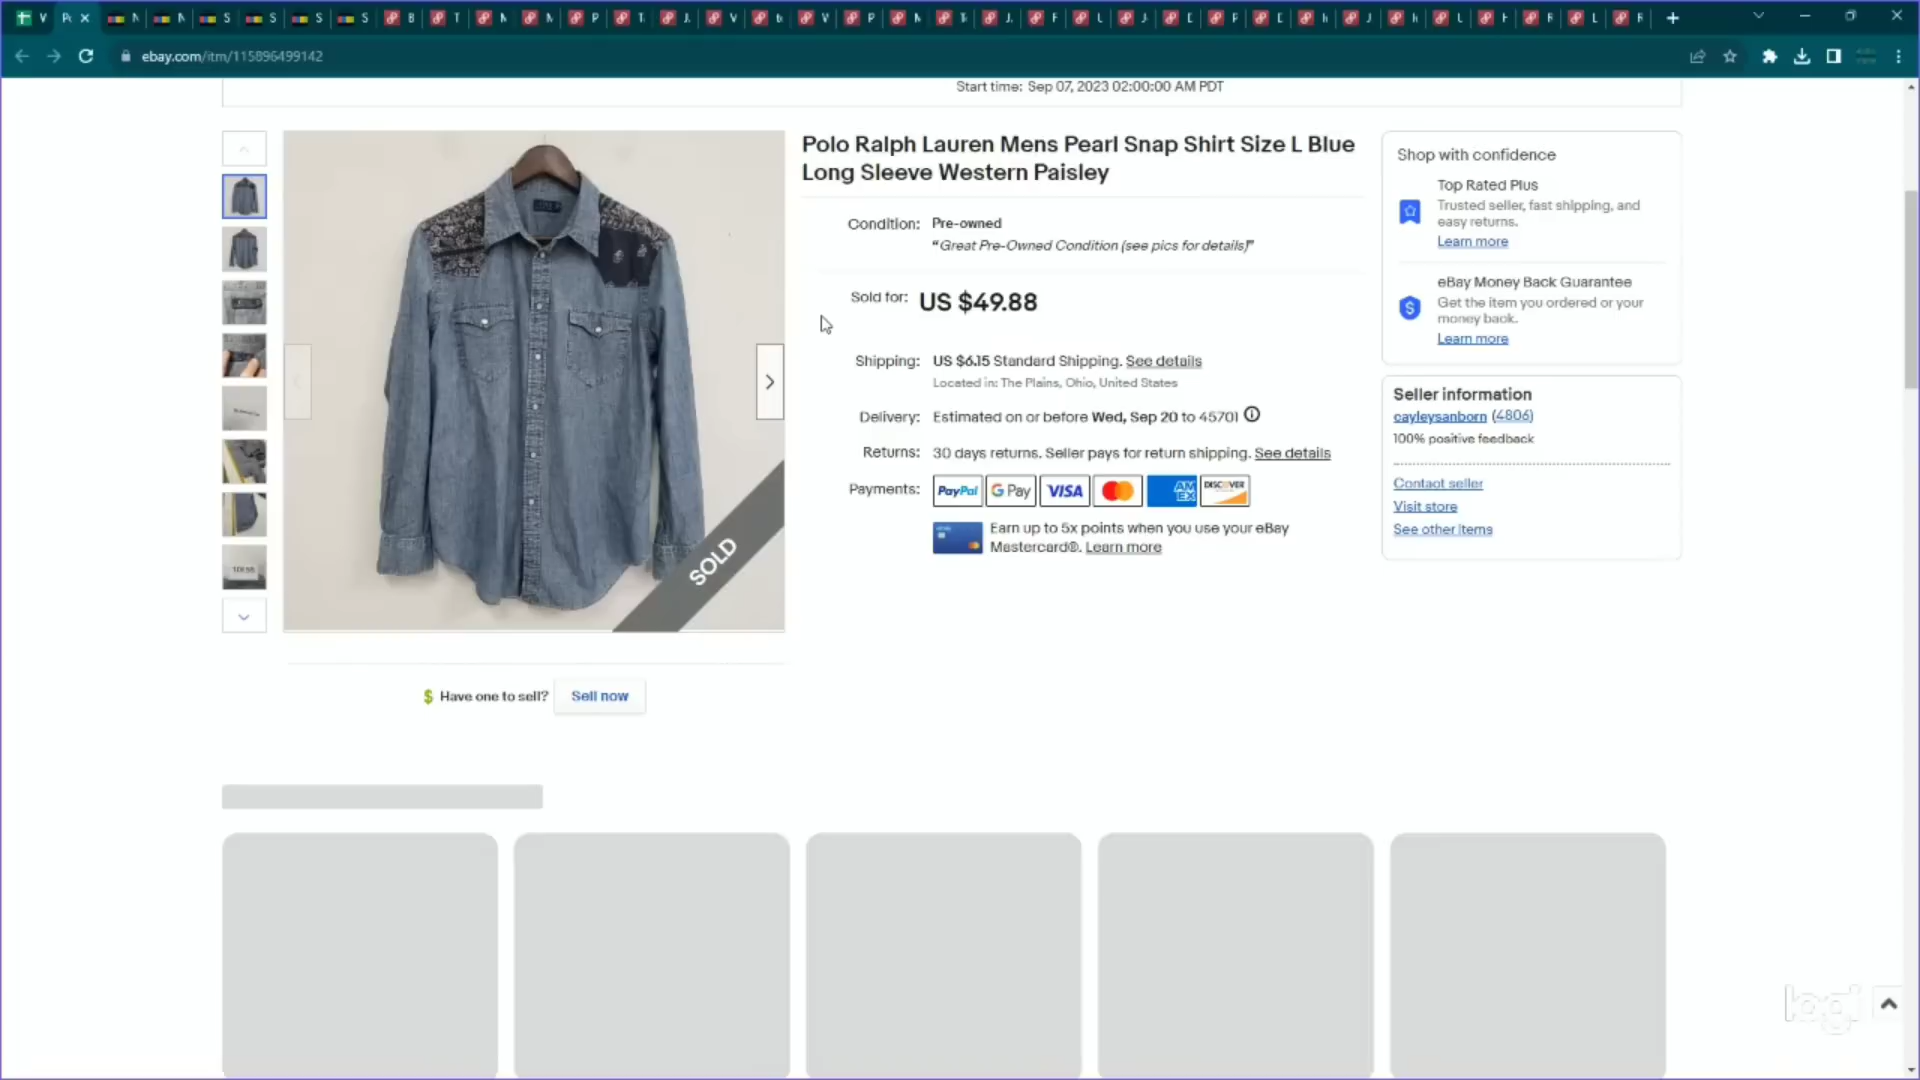 ebay.com/itm/115896499142
Start time: Sep 07, 2023 02:00:00 AM PDT
Polo Ralph Lauren Mens Pearl Snap Shirt Size L Blue
Long Sleeve Western Paisley
Condition: Pre-owned
"Great Pre-Owned Condition (see pics for details)"
Sold for: US $49.88
Shipping: US $6.15 Standard Shipping. See details
Located in: The Plains, Ohio, United States
Delivery: Estimated on or before Wed, Sep 20 to 45701
Returns: 30 days returns. Seller pays for return shipping. See details
Payments: PayPal G Pay VISA AM EX DISCOVER
Earn up to 5x points when you use your eBay
Mastercard®. Learn more
SOLD
$ Have one to sell? Sell now
Shop with confidence
Top Rated Plus
Trusted seller, fast shipping, and
easy returns.
Learn more
eBay Money Back Guarantee
Get the item you ordered or your
money back.
Learn more
Seller information
cayleysanborn (4806)
100% positive feedback
Contact seller
Visit store
See other items
logi